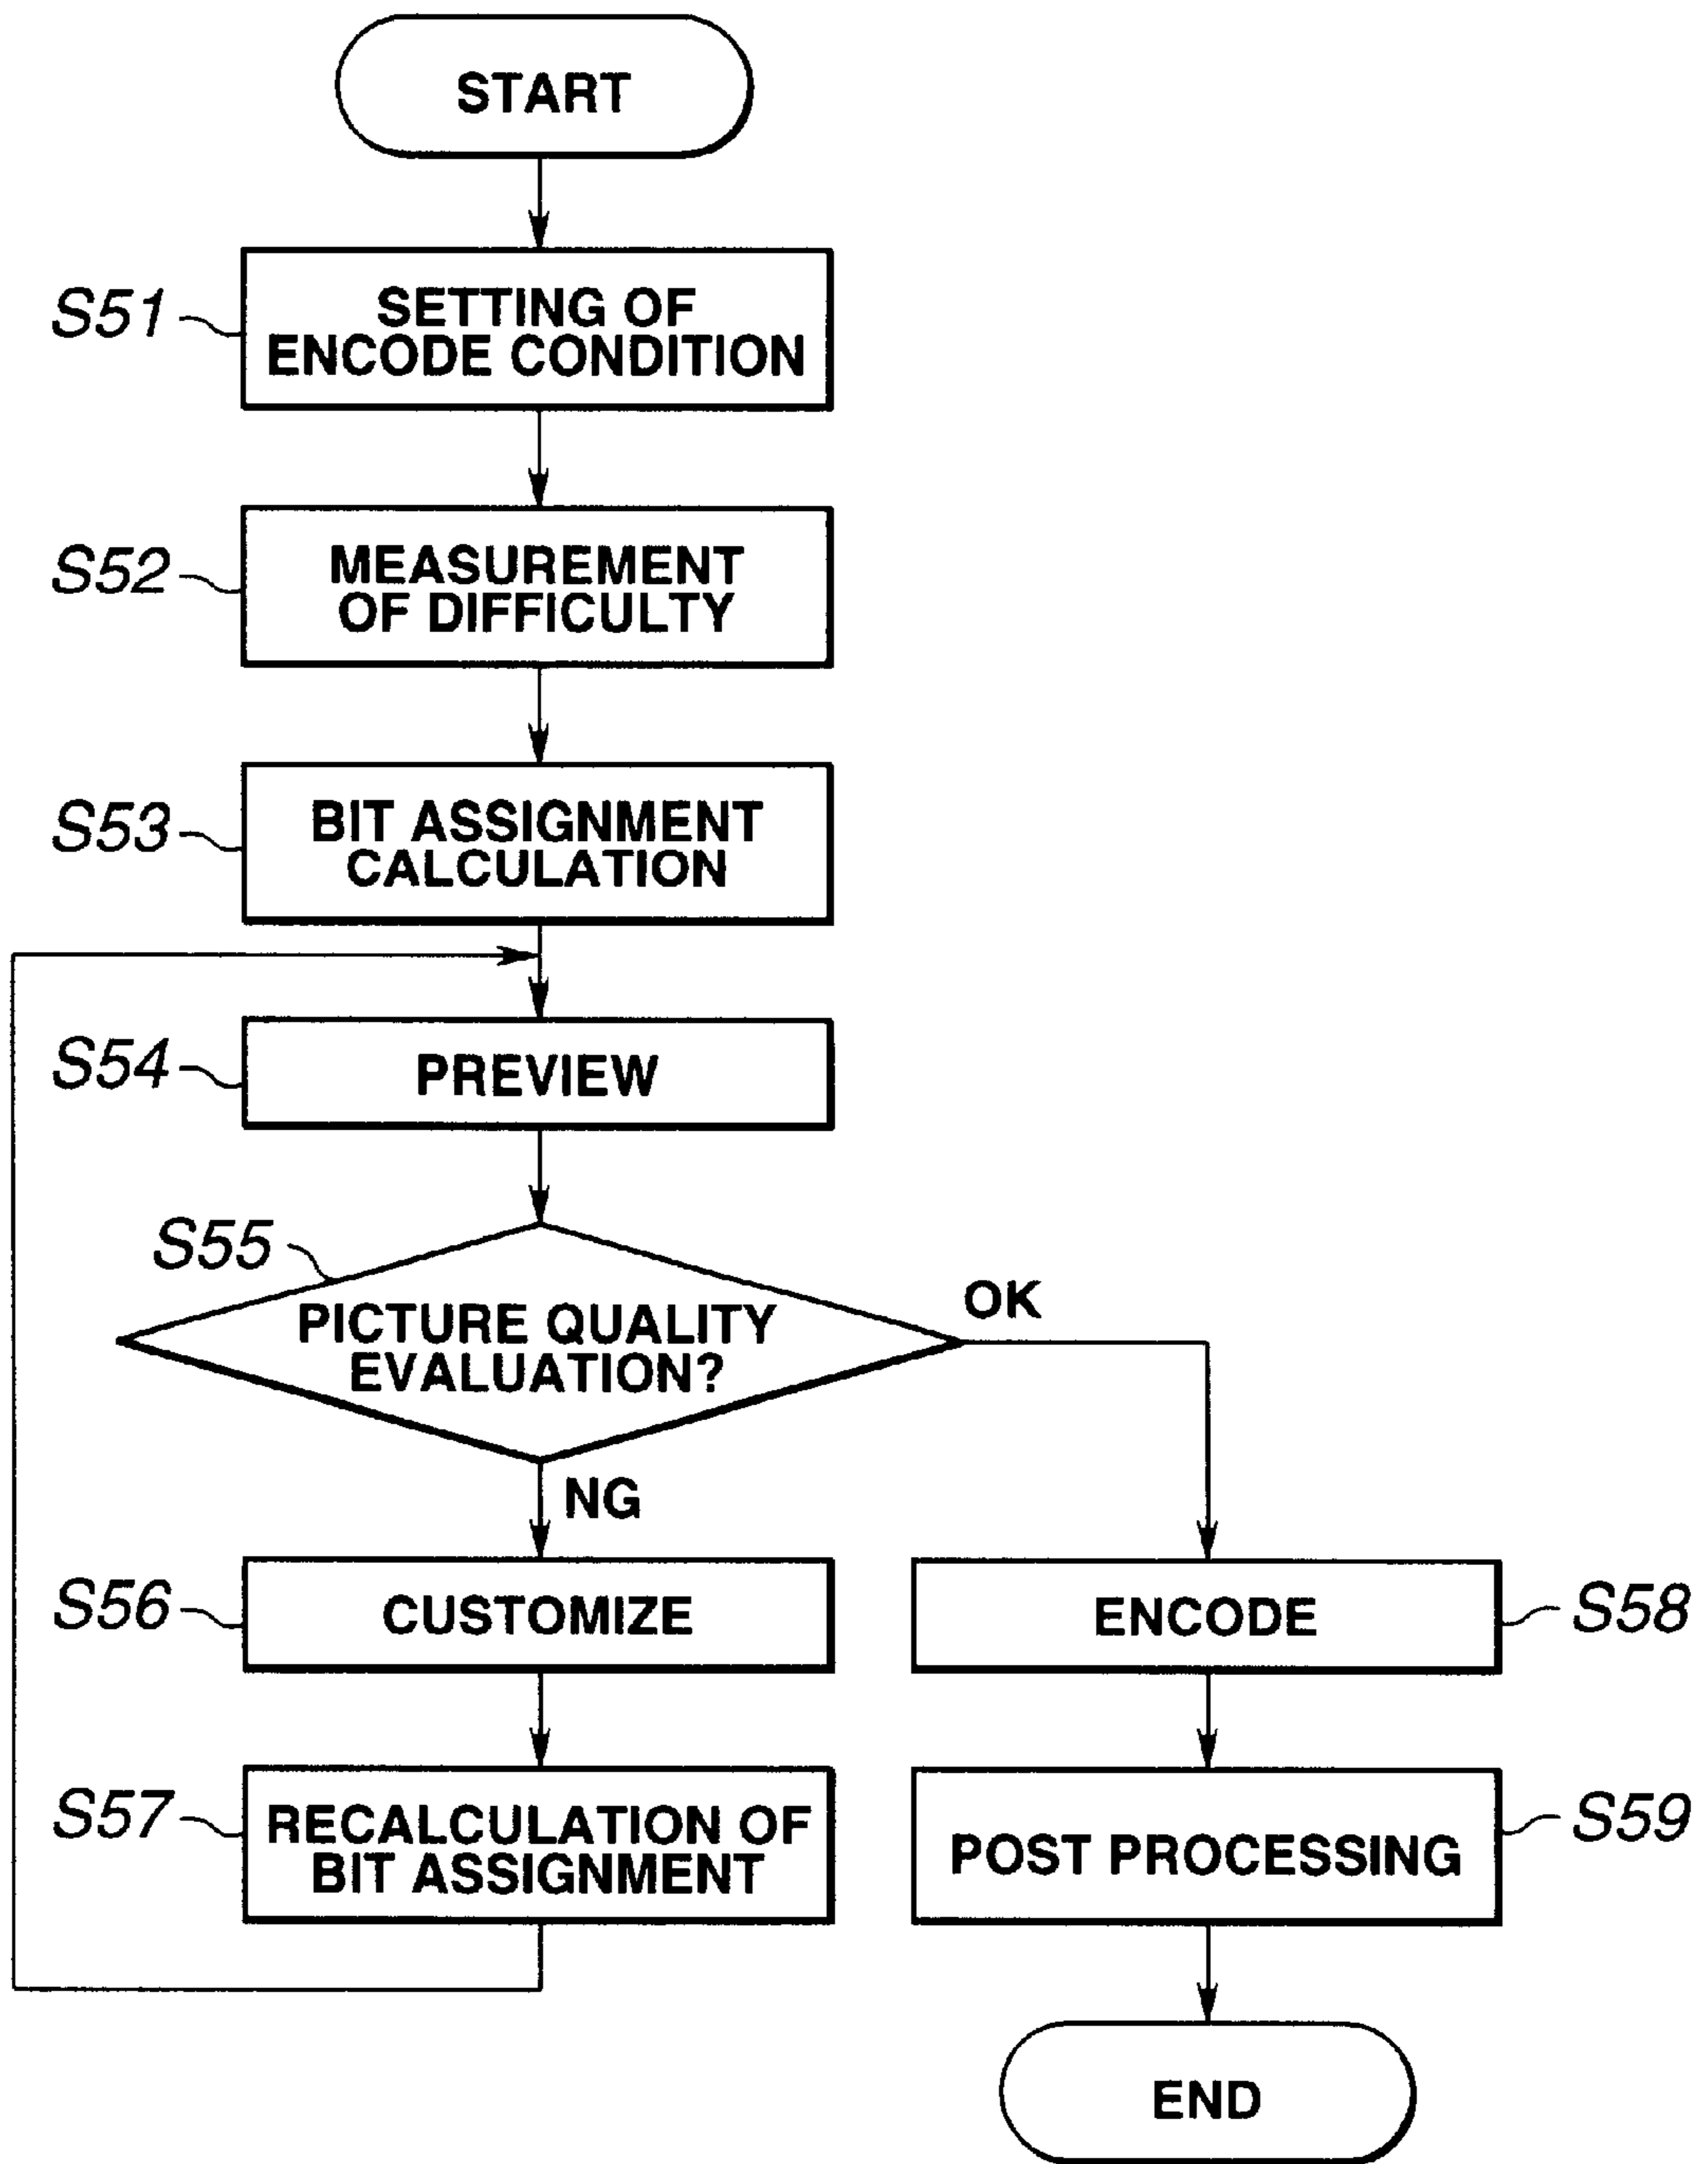 START
S51
SETTING OF
ENCODE CONDITION
S52
MEASUREMENT
OF DIFFICULTY
S53
BIT ASSIGNMENT
CALCULATION
S54
PREVIEW
S55
PICTURE QUALITY
EVALUATION?
OK
NG
S56
CUSTOMIZE
ENCODE
S58
S57
RECALCULATION OF
BIT ASSIGNMENT
POST PROCESSING
S59
END